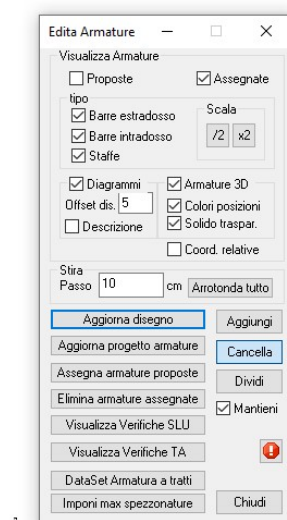 Edita Armature
Visualizza Armature
Proposte
Assegnate
tipo
Barre estradosso
Barre intradosso
Staffe
Scala
/2
x2
Diagrammi
Offset dis.
5
Descrizione
Armature 3D
Colori posizioni
Solido traspar.
Coord. relative
Stira
Passo
10
cm
Arrotonda tutto
Aggiorna disegno
Aggiungi
Aggiorna progetto armature
Cancella
Assegna armature proposte
Dividi
Elimina armature assegnate
Mantieni
Visualizza Verifiche SLU
Visualizza Verifiche TA
DataSet Armatura a tratti
Imponi max spezzonature
Chiudi